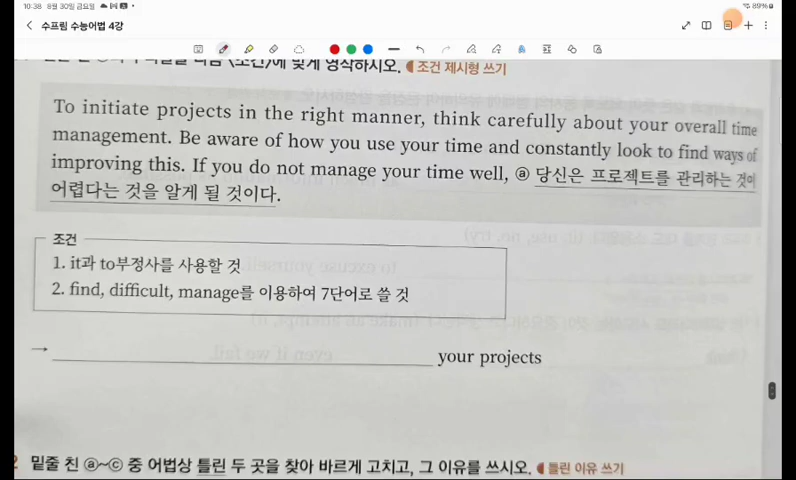 10:38 8월 30일 금요일
89%
수프림 수능어법 4강
맞게 영작하시오. 조건 제시형 쓰기
To initiate projects in the right manner, think carefully about your overall time
management. Be aware of how you use your time and constantly look to find ways of
improving this. If you do not manage your time well, ⓐ 당신은 프로젝트를 관리하는 것이
어렵다는 것을 알게 될 것이다.
조건
1. it과 to부정사를 사용할 것
2. find, difficult, manage를 이용하여 7단어로 쓸 것
→ your projects
2 밑줄 친 ⓐ~ⓒ 중 어법상 틀린 두 곳을 찾아 바르게 고치고, 그 이유를 쓰시오. 틀린 이유 쓰기